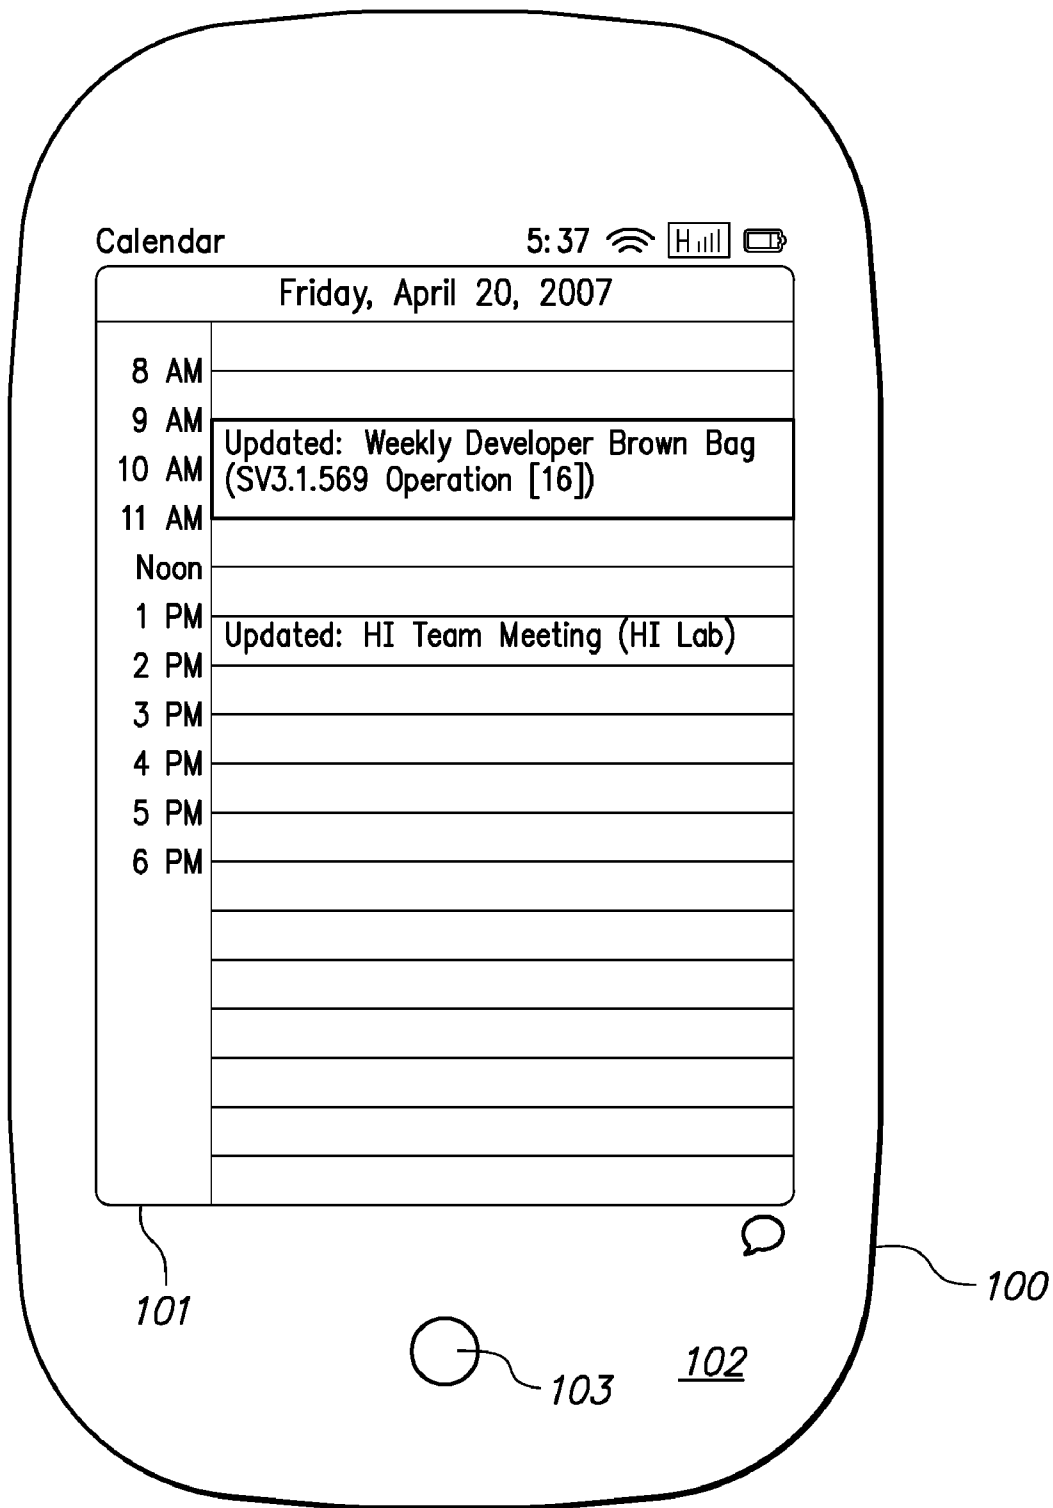 Calendar 5:37 H
Friday, April 20, 2007
8 AM
9 AM
Updated: Weekly Developer Brown Bag
10 AM (SV3.1.569 Operation [16])
11 AM
Noon
1 PM
Updated: HI Team Meeting (HI Lab)
2 PM
3 PM
4 PM
5 PM
6 PM
100
101
102
103